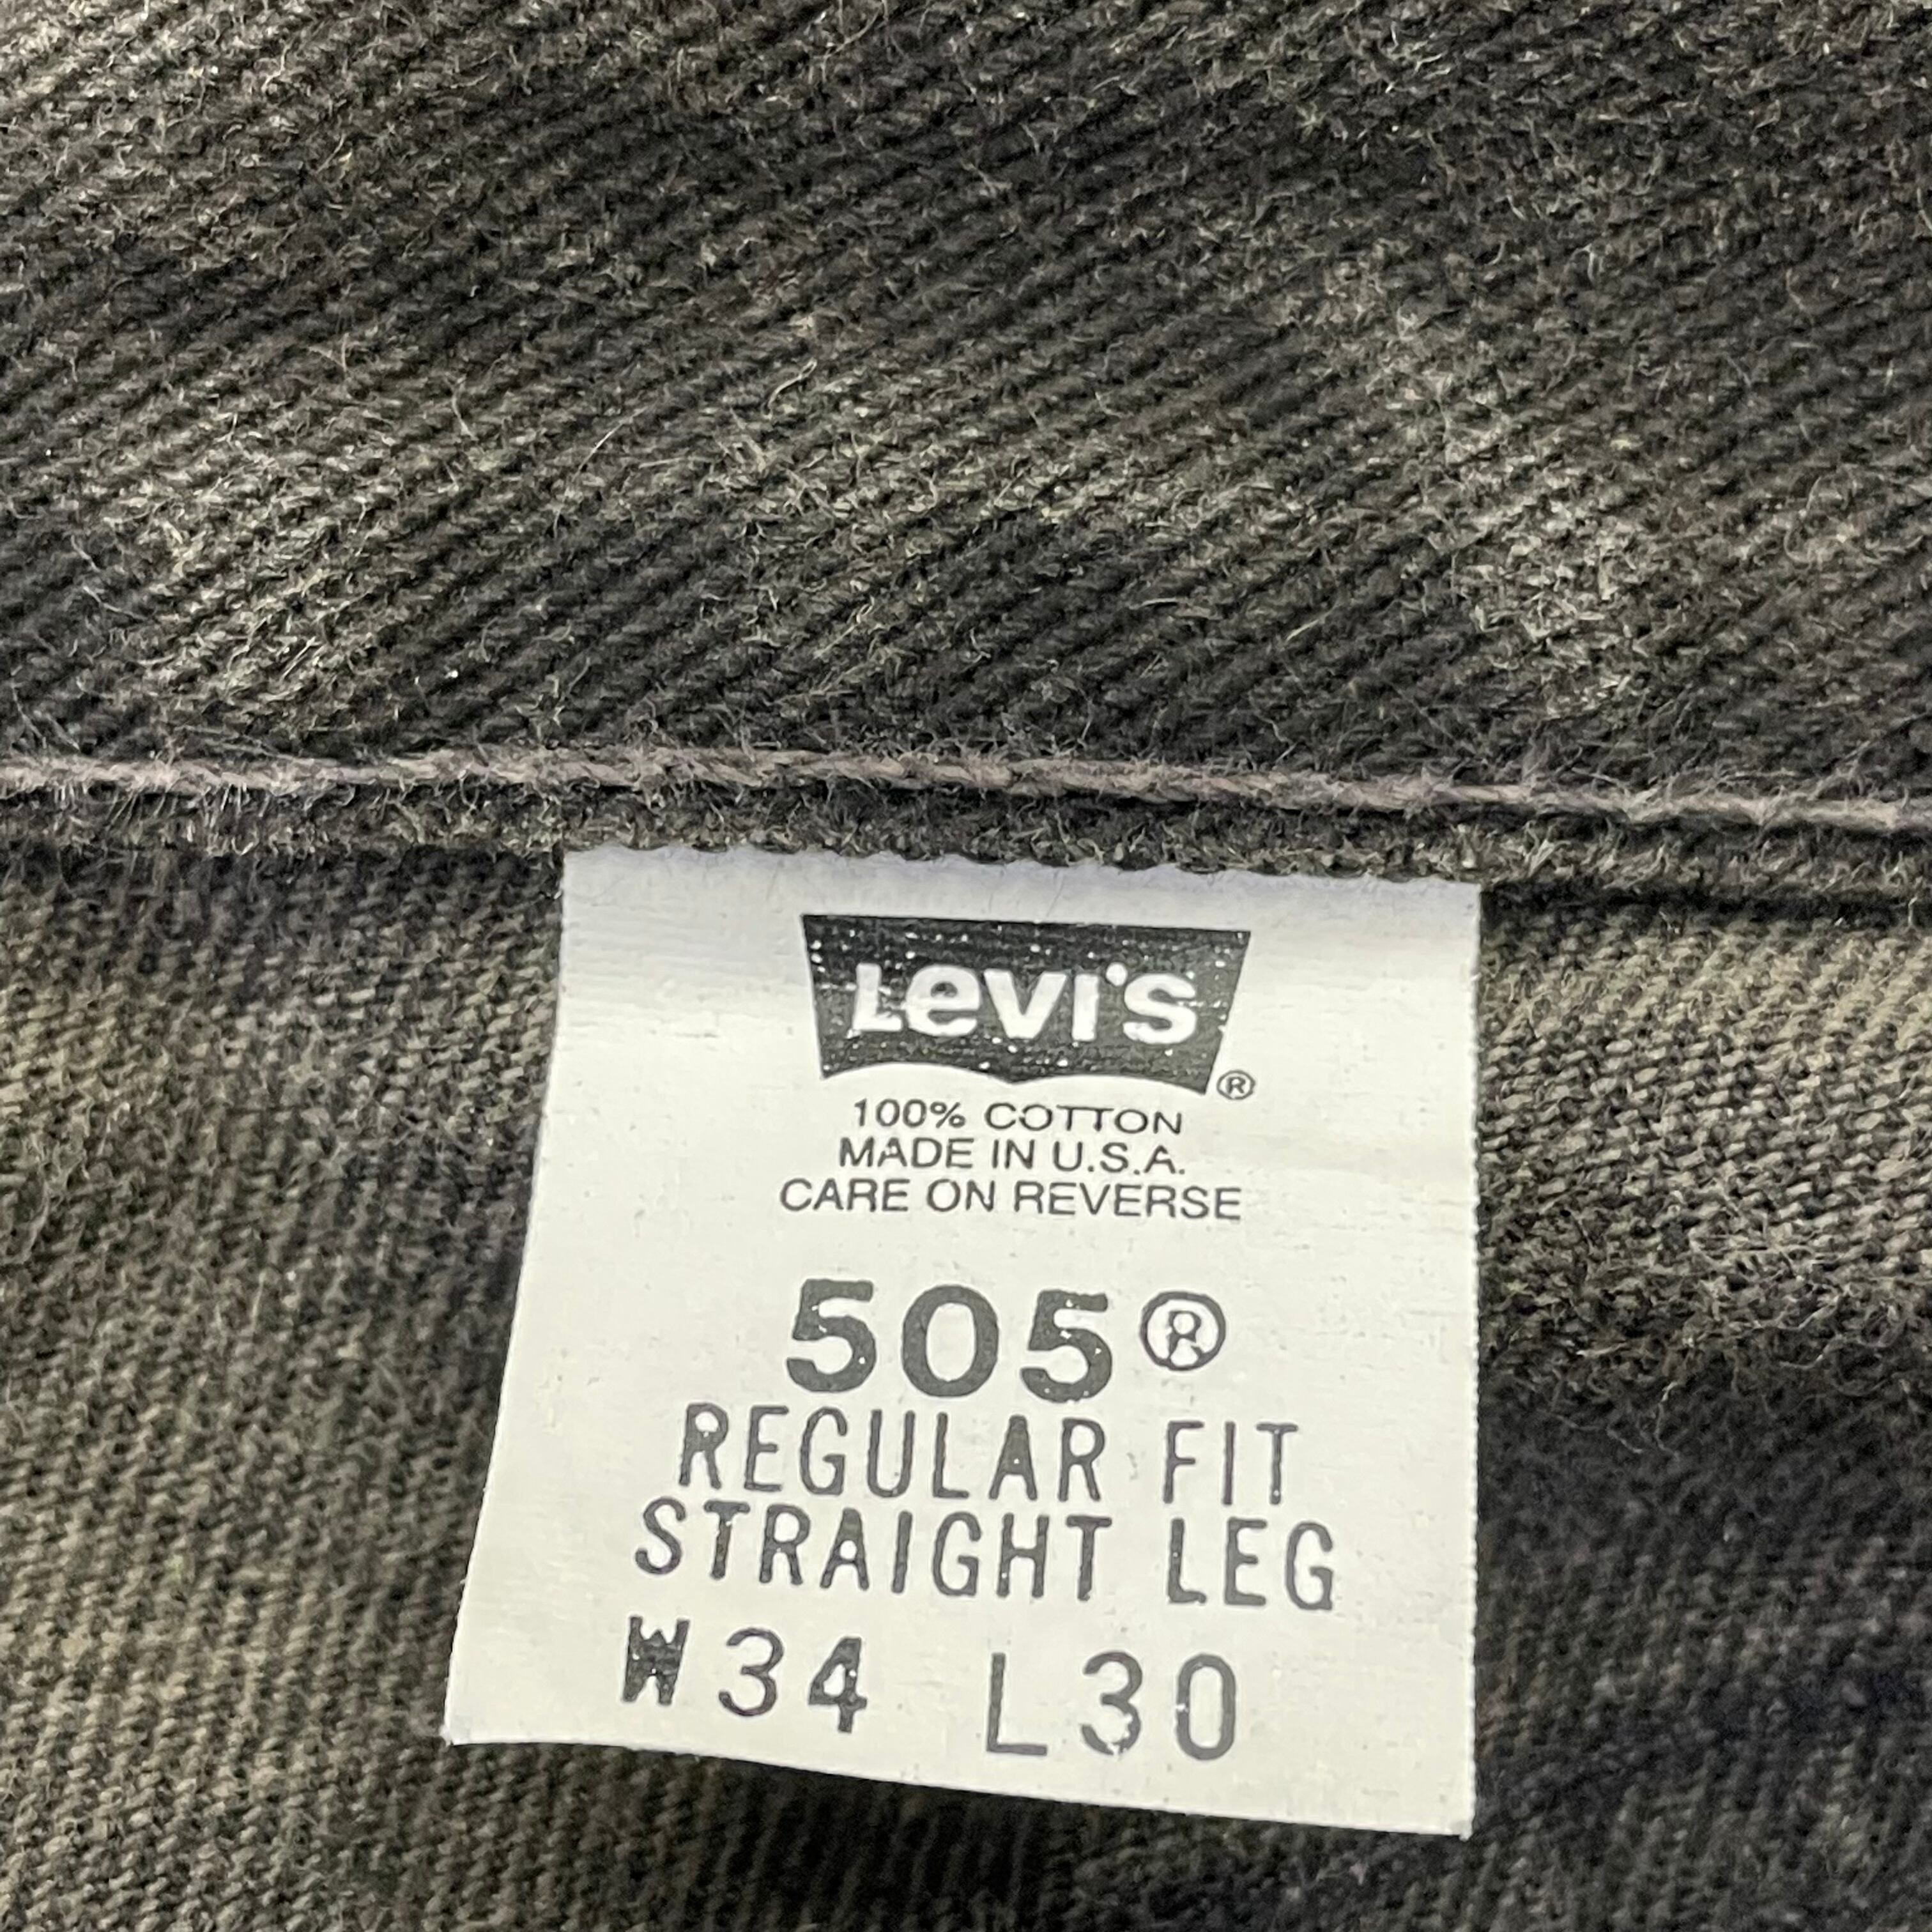 Levi's ®
100% COTTON
MADE IN U.S.A.
CARE ON REVERSE
505®
REGULAR FIT
STRAIGHT LEG
W34 L30